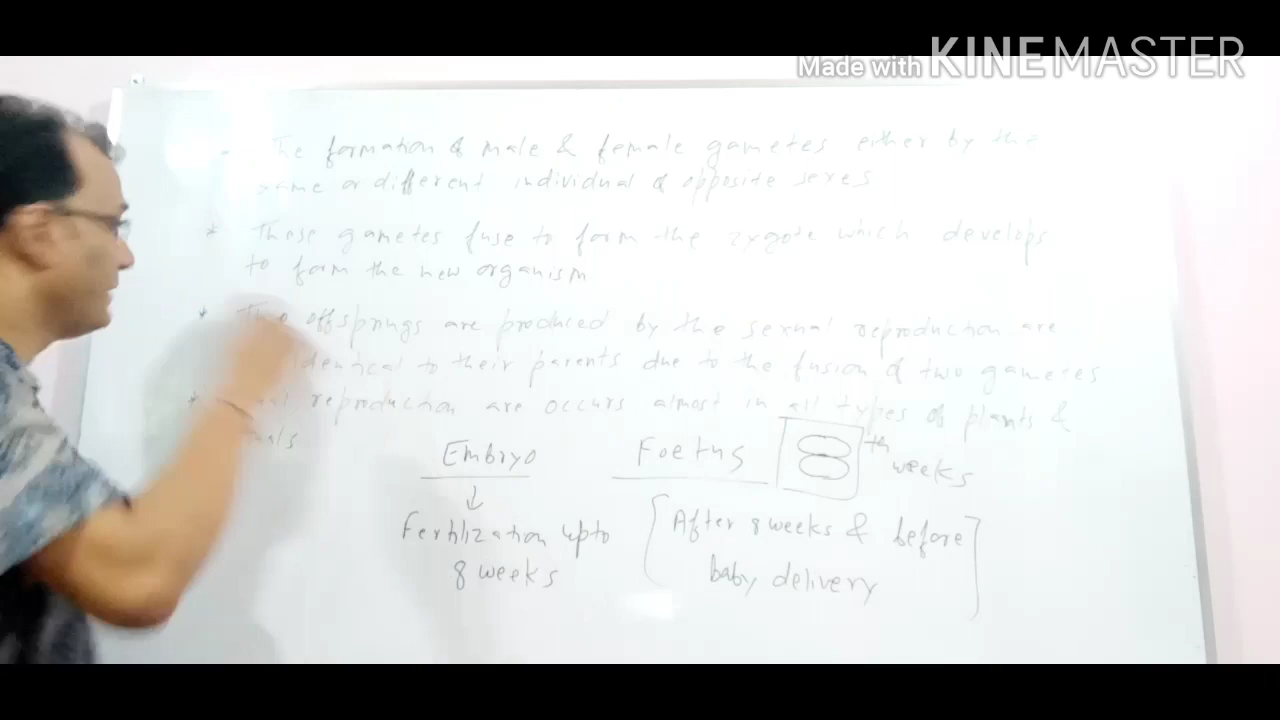 Made with KINEMASTER
The formation of male & female gametes either by the
same or different individual of opposite sexes
* These gametes fuse to form the zygote which develops
to form the new organism
* The offsprings are produced by the sexual reproduction are
identical to their parents due to the fusion of two gametes
* reproduction are occurs almost in all types of plants &
Embryo Foetus 8 th weeks
↓
Fertilization upto [After 8 weeks & before
8 weeks baby delivery]